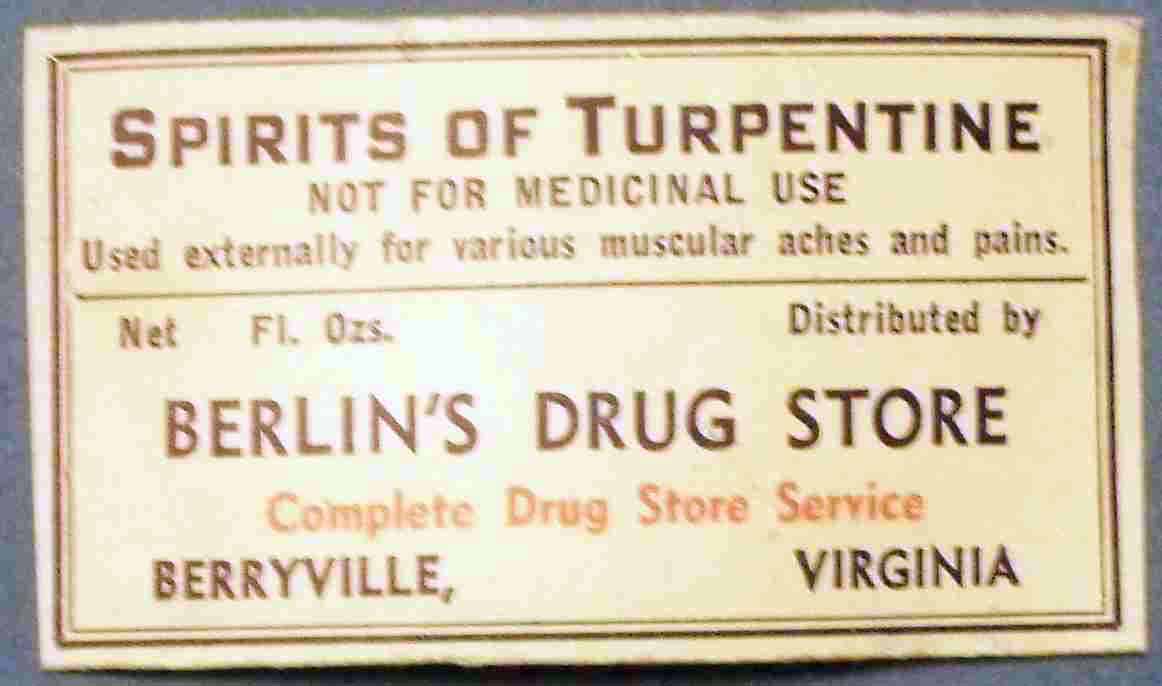 SPIRITS OF TURPENTINE
NOT FOR MEDICINAL USE
Used externally for various muscular aches and pains.
Net Fl. Ozs. Distributed by
BERLIN'S DRUG STORE
Complete Drug Store Service
BERRYVILLE, VIRGINIA